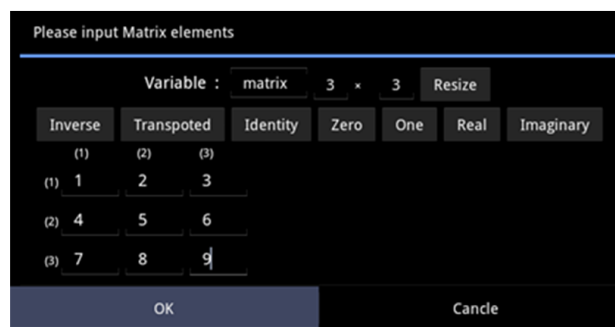 Please input Matrix elements
Variable : matrix 3 × 3 Resize
Inverse Transpoted Identity Zero One Real Imaginary
(1) (2) (3)
(1) 1 2 3
(2) 4 5 6
(3) 7 8 9
OK Cancle